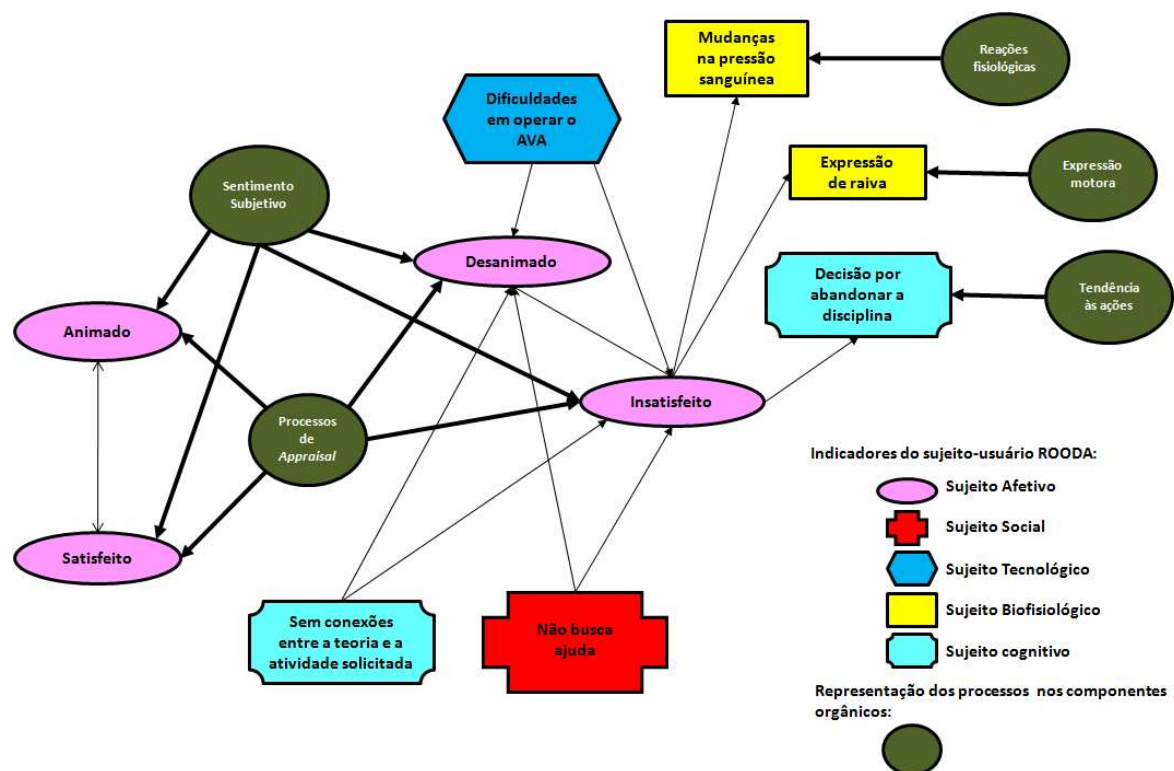 Mudanças
na pressão
sanguínea
Reações
fisiológicas
Dificuldades
em operar o
AVA
Expressão
de raiva
Expressão
motora
Sentimento
Subjetivo
Desanimado
Decisão por
abandonar a
disciplina
Tendência
às ações
Animado
Insatisfeito
Processos
de
Appraisal
Satisfeito
Sem conexões
entre a teoria e a
atividade solicitada
Não busca
ajuda
Indicadores do sujeito-usuário ROODA:
Sujeito Afetivo
Sujeito Social
Sujeito Tecnológico
Sujeito Biofisiológico
Sujeito cognitivo
Representação dos processos nos componentes
orgânicos: